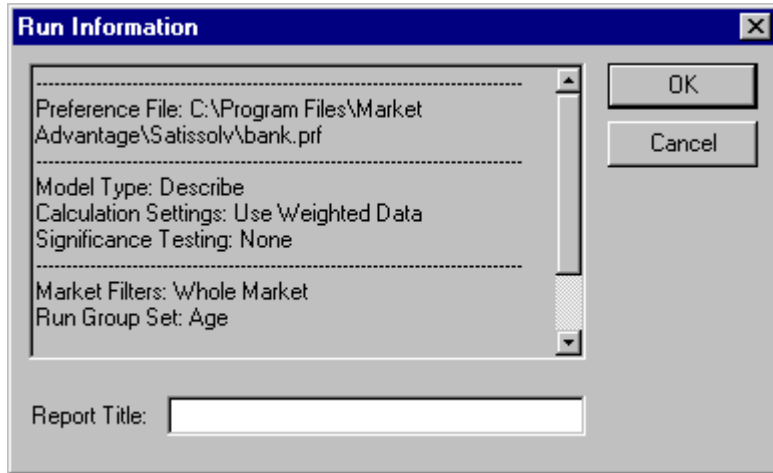 Run Information
--------------------------------------------------------------------------------
Preference File: C:\Program Files\Market
Advantage\Satissolv\bank.prf
--------------------------------------------------------------------------------
Model Type: Describe
Calculation Settings: Use Weighted Data
Significance Testing: None
--------------------------------------------------------------------------------
Market Filters: Whole Market
Run Group Set: Age
OK
Cancel
Report Title: